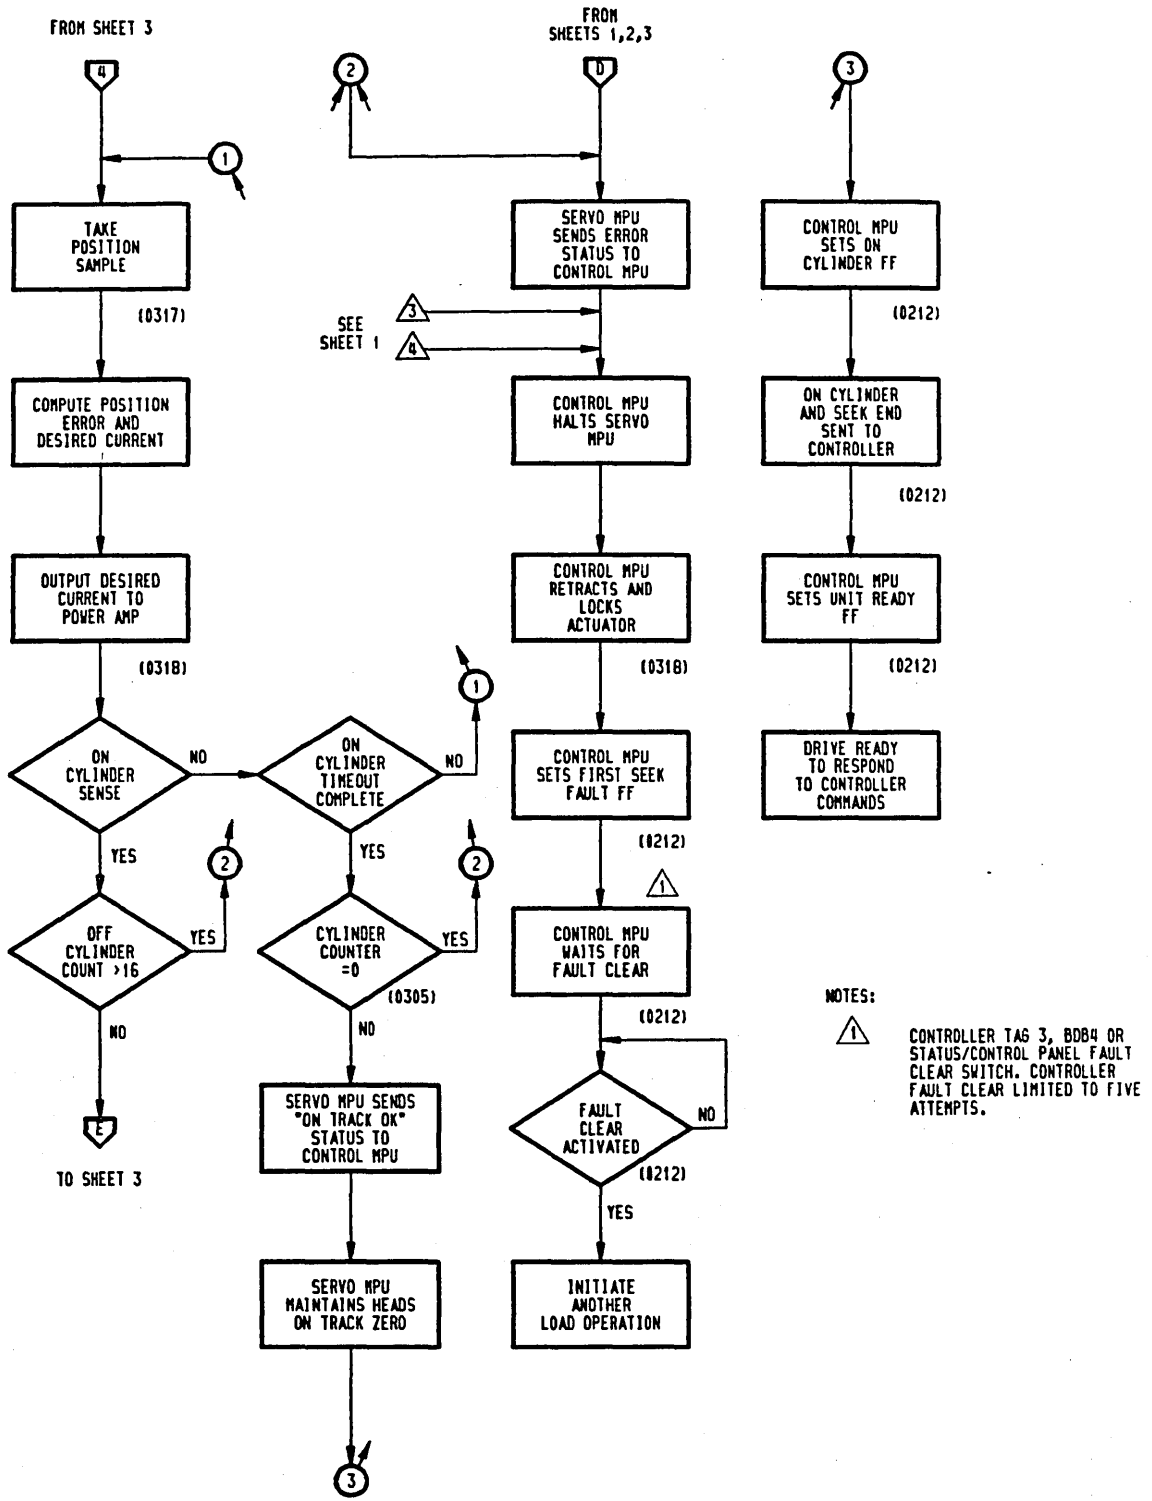 FROM SHEET 3
4
1
TAKE
POSITION
SAMPLE
(0317)
COMPUTE POSITION
ERROR AND
DESIRED CURRENT
OUTPUT DESIRED
CURRENT TO
POWER AMP
(0318)
ON
CYLINDER
SENSE
NO
YES
OFF
CYLINDER
COUNT >16
YES
2
NO
E
TO SHEET 3
2
ON
CYLINDER
TIMEOUT
COMPLETE
NO
1
YES
CYLINDER
COUNTER
=0
YES
2
(0305)
NO
SERVO MPU SENDS
"ON TRACK OK"
STATUS TO
CONTROL MPU
SERVO MPU
MAINTAINS HEADS
ON TRACK ZERO
3
FROM
SHEETS 1,2,3
D
SERVO MPU
SENDS ERROR
STATUS TO
CONTROL MPU
SEE
SHEET 1
3
4
CONTROL MPU
HALTS SERVO
MPU
CONTROL MPU
RETRACTS AND
LOCKS
ACTUATOR
(0318)
CONTROL MPU
SETS FIRST SEEK
FAULT FF
(0212)
1
CONTROL MPU
WAITS FOR
FAULT CLEAR
(0212)
FAULT
CLEAR
ACTIVATED
NO
(0212)
YES
INITIATE
ANOTHER
LOAD OPERATION
3
CONTROL MPU
SETS ON
CYLINDER FF
(0212)
ON CYLINDER
AND SEEK END
SENT TO
CONTROLLER
(0212)
CONTROL MPU
SETS UNIT READY
FF
(0212)
DRIVE READY
TO RESPOND
TO CONTROLLER
COMMANDS
NOTES:
1
CONTROLLER TAG 3, BDB4 OR
STATUS/CONTROL PANEL FAULT
CLEAR SWITCH. CONTROLLER
FAULT CLEAR LIMITED TO FIVE
ATTEMPTS.